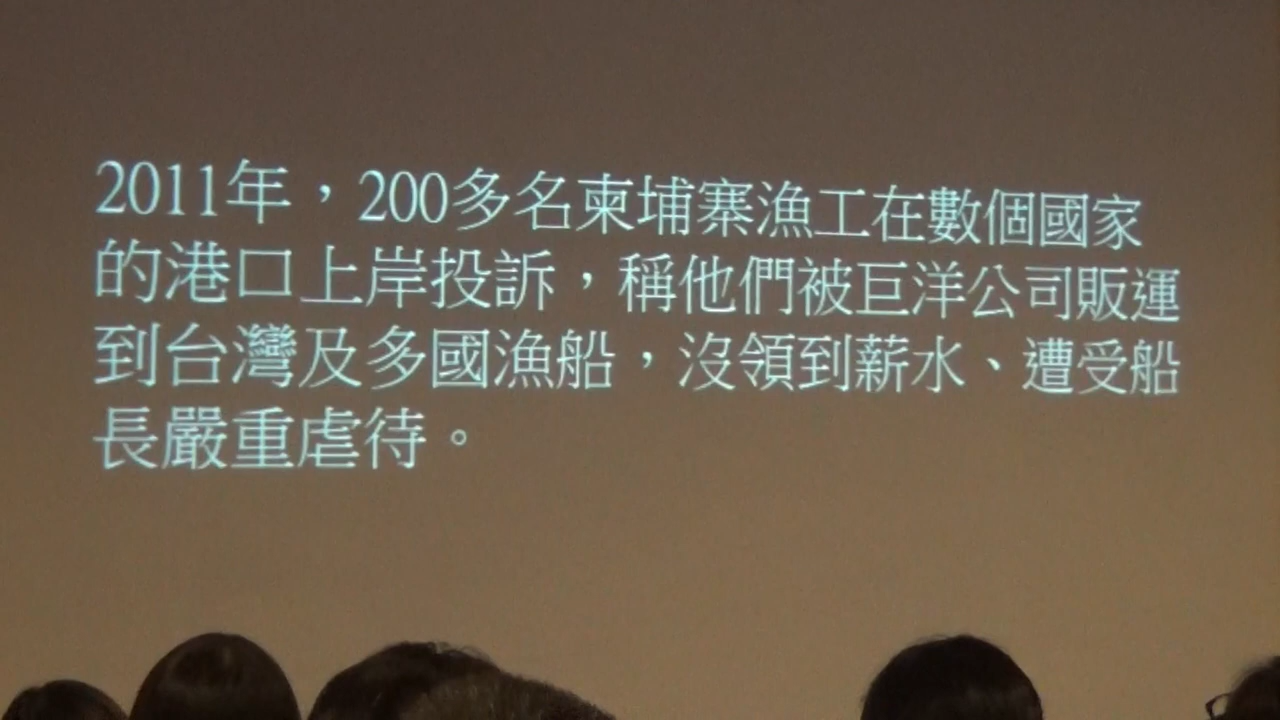 2011年，200多名柬埔寨漁工在數個國家
的港口上岸投訴，稱他們被巨洋公司販運
到台灣及多國漁船，沒領到薪水、遭受船
長嚴重虐待。